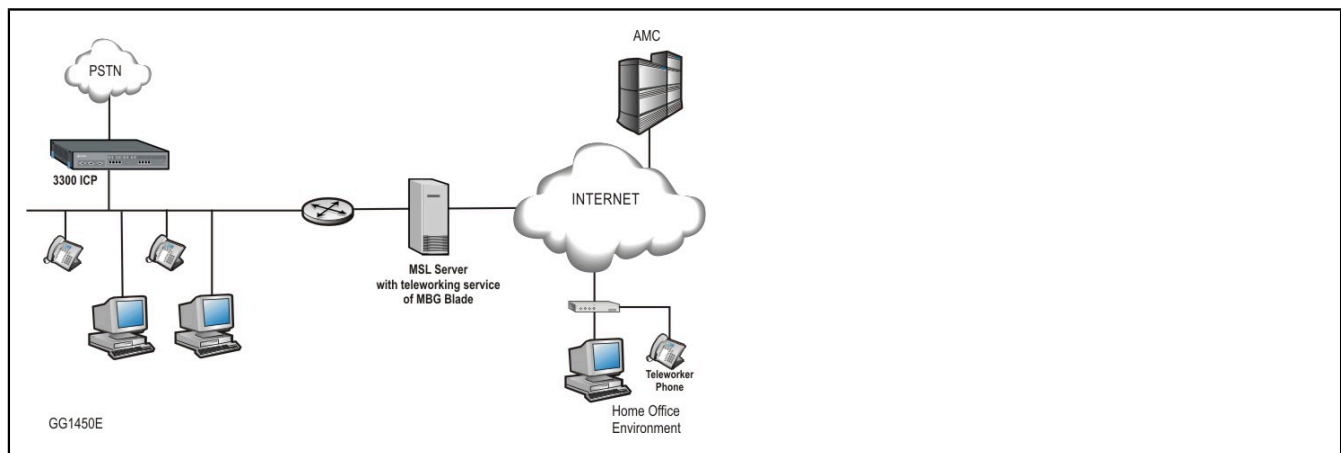 AMC
PSTN
3300 ICP
INTERNET
MSL Server
with teleworking service
of MBG Blade
Teleworker
Phone
Home Office
Environment
GG1450E